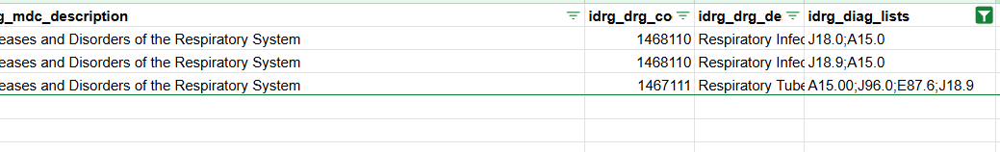 g_mdc_description idrg_drg_co idrg_drg_de idrg_diag_lists
eases and Disorders of the Respiratory System 1468110 Respiratory Infec J18.0;A15.0
eases and Disorders of the Respiratory System 1468110 Respiratory Infec J18.9;A15.0
eases and Disorders of the Respiratory System 1467111 Respiratory Tube A15.00;J96.0;E87.6;J18.9